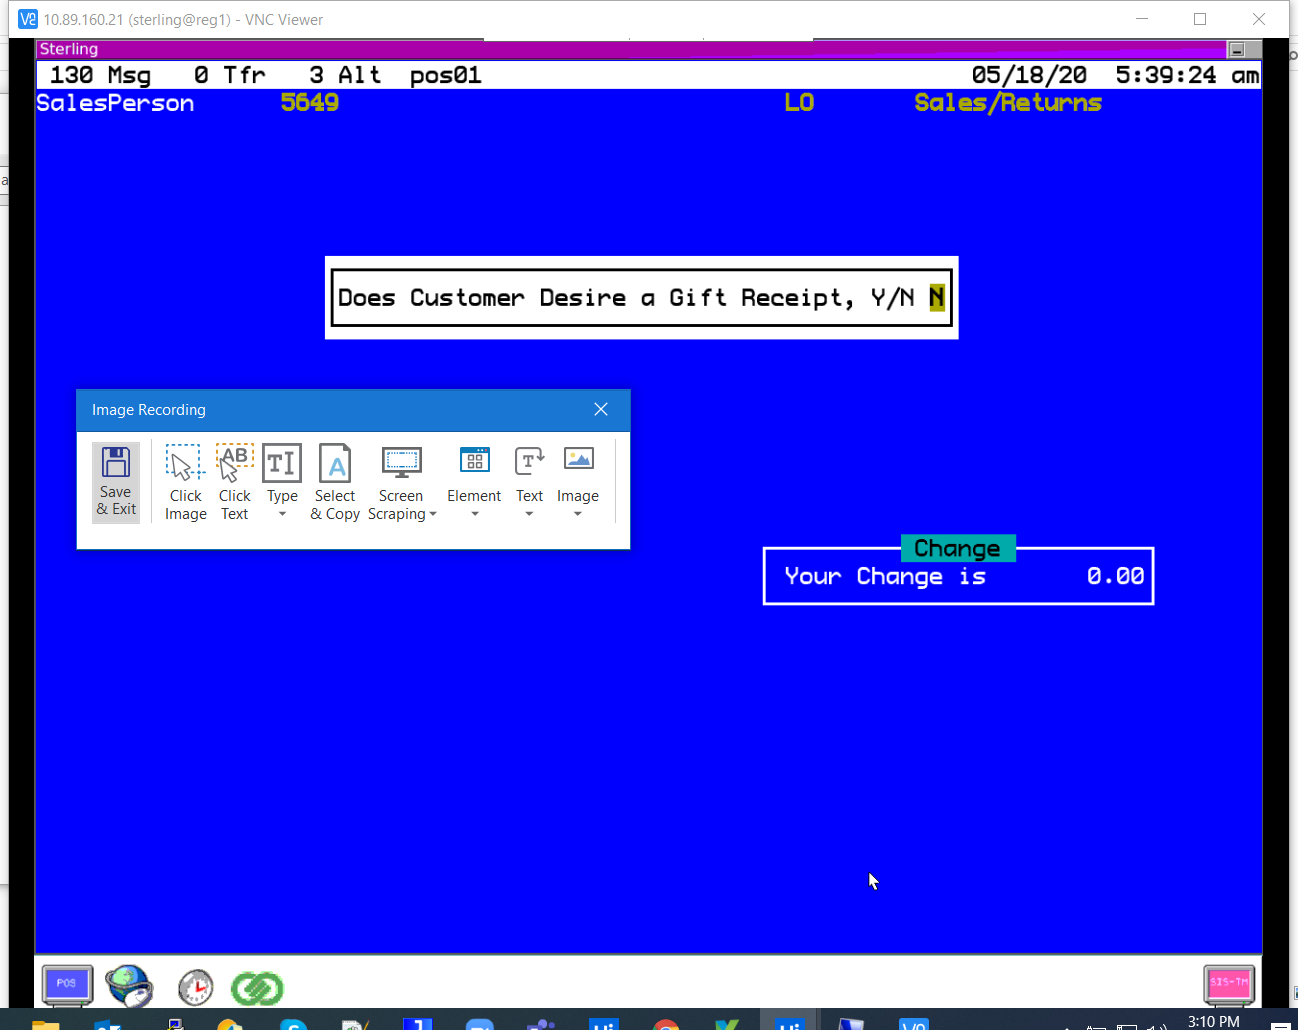 10.89.160.21 (sterling@reg1) - VNC Viewer
Sterling
130 Msg 0 Tfr 3 Alt pos01 05/18/20 5:39:24 am
SalesPerson 5649 LO Sales/Returns
Does Customer Desire a Gift Receipt, Y/N N
Image Recording
Save & Exit
Click Image
AB
Click Text
Type
Select & Copy
Screen Scraping
Element
Text
Image
Change
Your Change is 0.00
POS
SIS-TM
3:10 PM